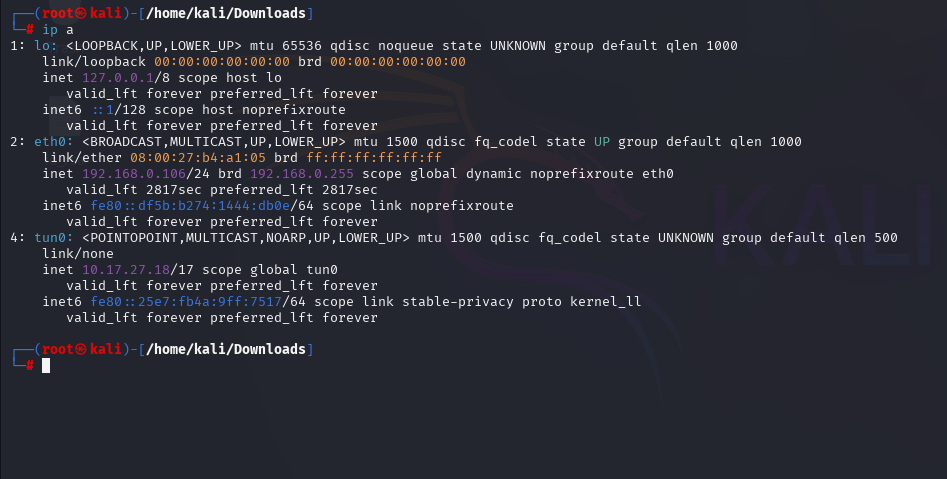 ┌──(root㉿kali)-[/home/kali/Downloads]
└─# ip a
1: lo: <LOOPBACK,UP,LOWER_UP> mtu 65536 qdisc noqueue state UNKNOWN group default qlen 1000
    link/loopback 00:00:00:00:00:00 brd 00:00:00:00:00:00
    inet 127.0.0.1/8 scope host lo
       valid_lft forever preferred_lft forever
    inet6 ::1/128 scope host noprefixroute
       valid_lft forever preferred_lft forever
2: eth0: <BROADCAST,MULTICAST,UP,LOWER_UP> mtu 1500 qdisc fq_codel state UP group default qlen 1000
    link/ether 08:00:27:b4:a1:05 brd ff:ff:ff:ff:ff:ff
    inet 192.168.0.106/24 brd 192.168.0.255 scope global dynamic noprefixroute eth0
       valid_lft 2817sec preferred_lft 2817sec
    inet6 fe80::df5b:b274:1444:db0e/64 scope link noprefixroute
       valid_lft forever preferred_lft forever
4: tun0: <POINTOPOINT,MULTICAST,NOARP,UP,LOWER_UP> mtu 1500 qdisc fq_codel state UNKNOWN group default qlen 500
    link/none
    inet 10.17.27.18/17 scope global tun0
       valid_lft forever preferred_lft forever
    inet6 fe80::25e7:fb4a:9ff:7517/64 scope link stable-privacy proto kernel_ll
       valid_lft forever preferred_lft forever
┌──(root㉿kali)-[/home/kali/Downloads]
└─#
KALI